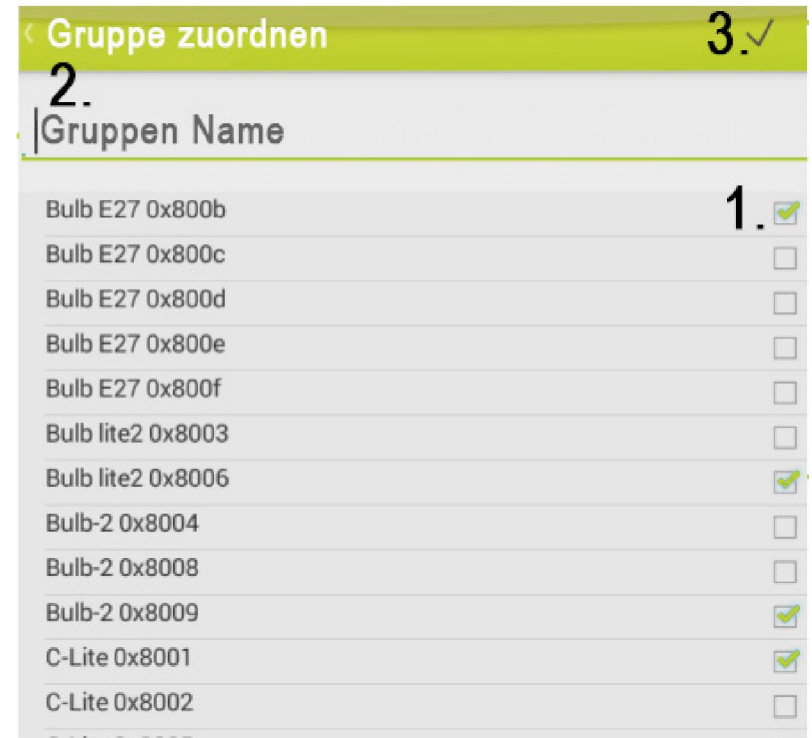 Gruppe zuordnen 3.
2.
Gruppen Name
Bulb E27 0x800b 1.
Bulb E27 0x800c
Bulb E27 0x800d
Bulb E27 0x800e
Bulb E27 0x800f
Bulb lite2 0x8003
Bulb lite2 0x8006
Bulb-2 0x8004
Bulb-2 0x8008
Bulb-2 0x8009
C-Lite 0x8001
C-Lite 0x8002